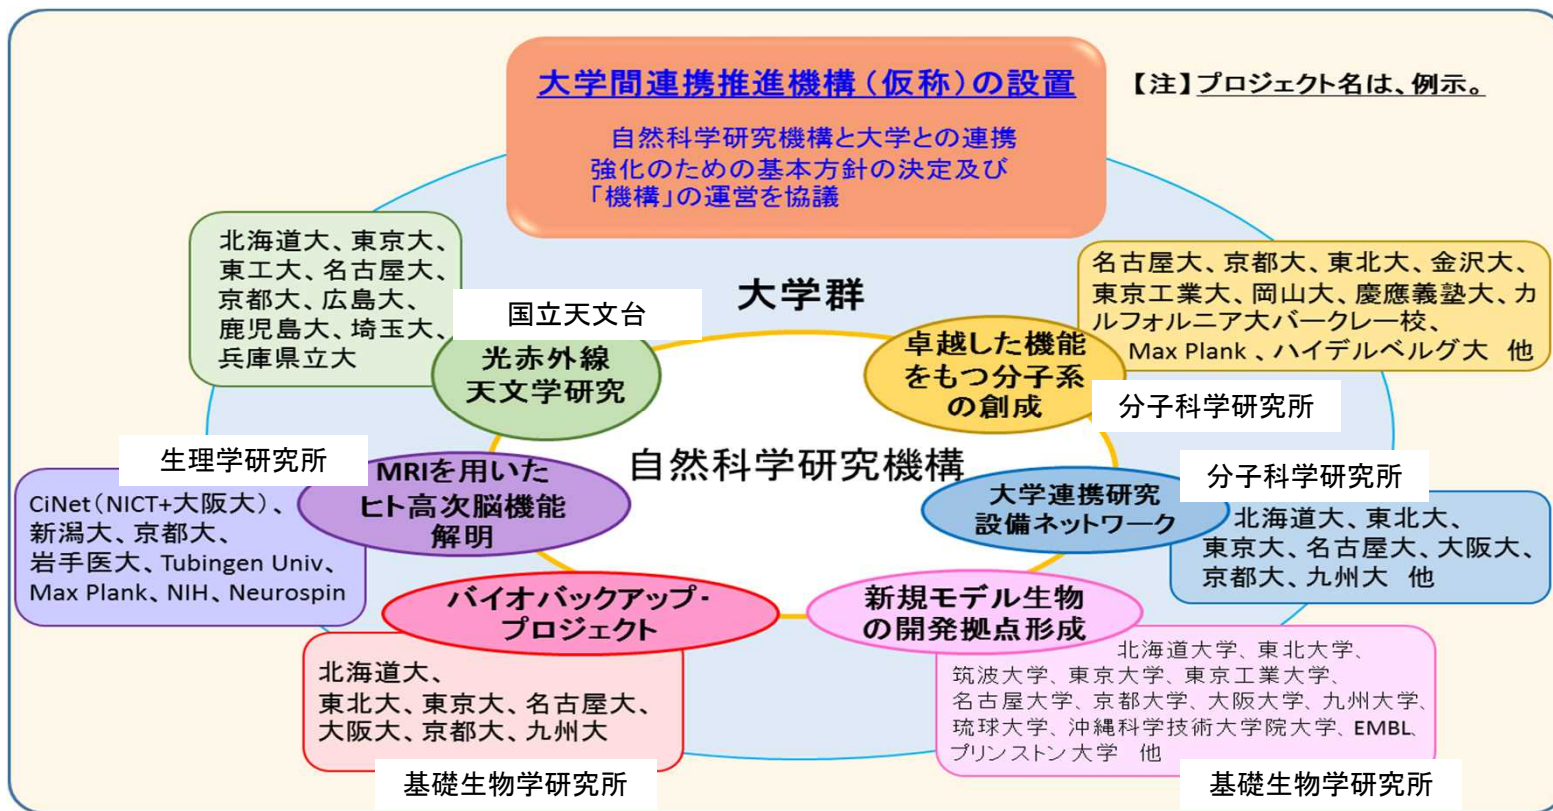 大学間連携推進機構（仮称）の設置
【注】プロジェクト名は、例示。
自然科学研究機構と大学との連携
強化のための基本方針の決定及び
「機構」の運営を協議
北海道大、東京大、
東工大、名古屋大、
京都大、広島大、
鹿児島大、埼玉大、
兵庫県立大
国立天文台
光赤外線
天文学研究
大学群
名古屋大、京都大、東北大、金沢大、
東京工業大、岡山大、慶應義塾大、カ
ルフォルニア大バークレー校、
Max Plank 、ハイデルベルグ大　他
卓越した機能
をもつ分子系
の創成
分子科学研究所
自然科学研究機構
生理学研究所
MRIを用いた
ヒト高次脳機能
解明
CiNet（NICT+大阪大）、
新潟大、京都大、
岩手医大、Tubingen Univ、
Max Plank、NIH、Neurospin
分子科学研究所
大学連携研究
設備ネットワーク
北海道大、東北大、
東京大、名古屋大、大阪大、
京都大、九州大　他
バイオバックアップ・
プロジェクト
北海道大、
東北大、東京大、名古屋大、
大阪大、京都大、九州大
基礎生物学研究所
新規モデル生物
の開発拠点形成
北海道大学、東北大学、
筑波大学、東京大学、東京工業大学、
名古屋大学、京都大学、大阪大学、九州大学、
琉球大学、沖縄科学技術大学院大学、EMBL、
プリンストン大学　他
基礎生物学研究所